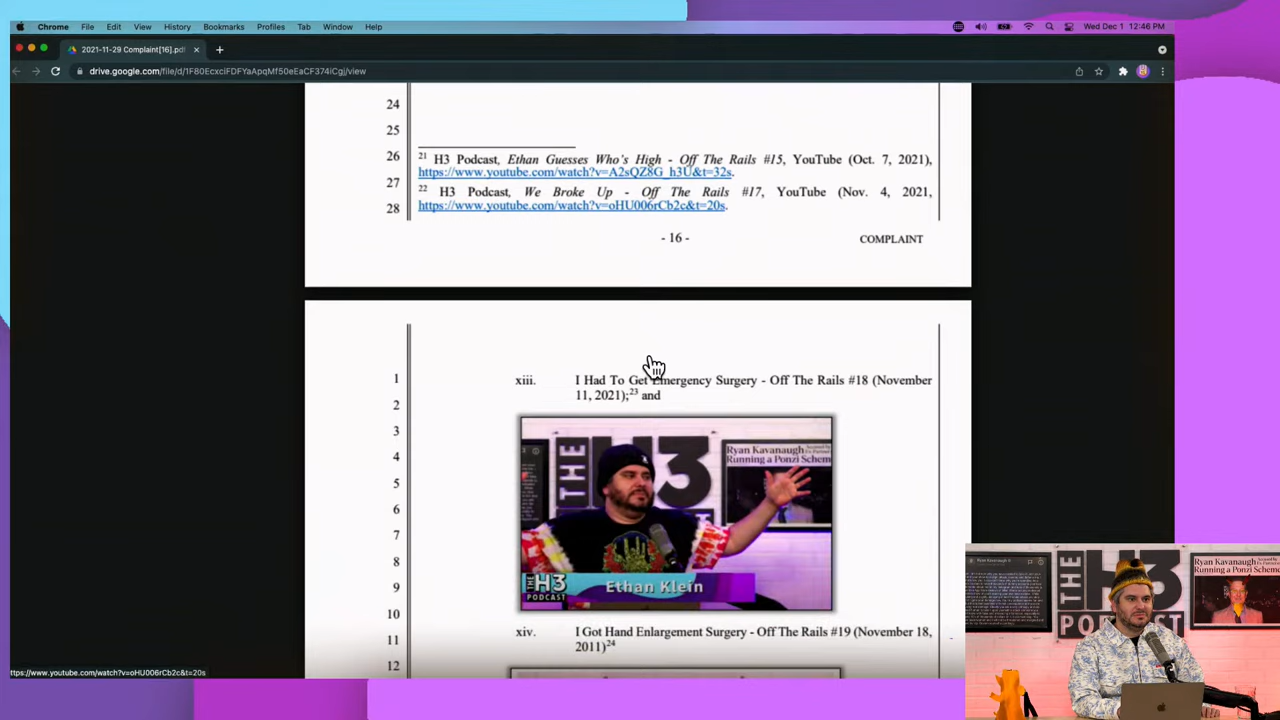 Chrome File Edit View History Bookmarks Profiles Tab Window Help
Wed Dec 1 12:46 PM
2021-11-29 Complaint[16].pdf
drive.google.com/file/d/1F80EcxciFDFYaApqMf50eEaCF374iCgj/view
24
25
26 21 H3 Podcast, Ethan Guesses Who's High - Off The Rails #15, YouTube (Oct. 7, 2021),
27 https://www.youtube.com/watch?v=A2sQZ8G_h3U&t=32s.
22 H3 Podcast, We Broke Up - Off The Rails #17, YouTube (Nov. 4, 2021,
28 https://www.youtube.com/watch?v=oHU006rCb2c&t=20s.
- 16 - COMPLAINT
1 xiii. I Had To Get Emergency Surgery - Off The Rails #18 (November
11, 2021);23 and
2
3
4
5
6
7
8
9
10
11
12
THE H3
Ryan Kavanaugh
Running a Ponzi Schem
THE H3 PODCAST
Ethan Klein
xiv. I Got Hand Enlargement Surgery - Off The Rails #19 (November 18,
2011)24
ttps://www.youtube.com/watch?v=oHU006rCb2c&t=20s
THE H3 PODCAST
Ryan Kavanaugh
Running a Ponzi Schem